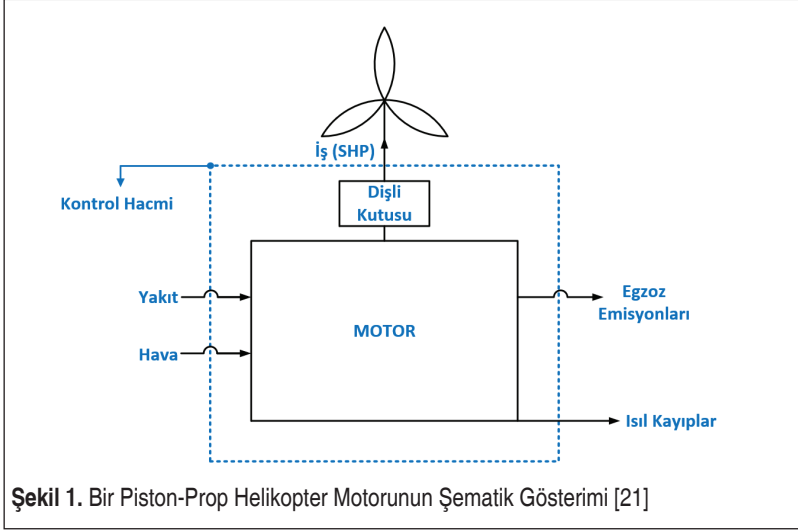 İş (SHP)
Kontrol Hacmi
Dişli
Kutusu
Yakıt
Hava
MOTOR
Egzoz
Emisyonları
Isıl Kayıplar
Şekil 1. Bir Piston-Prop Helikopter Motorunun Şematik Gösterimi [21]